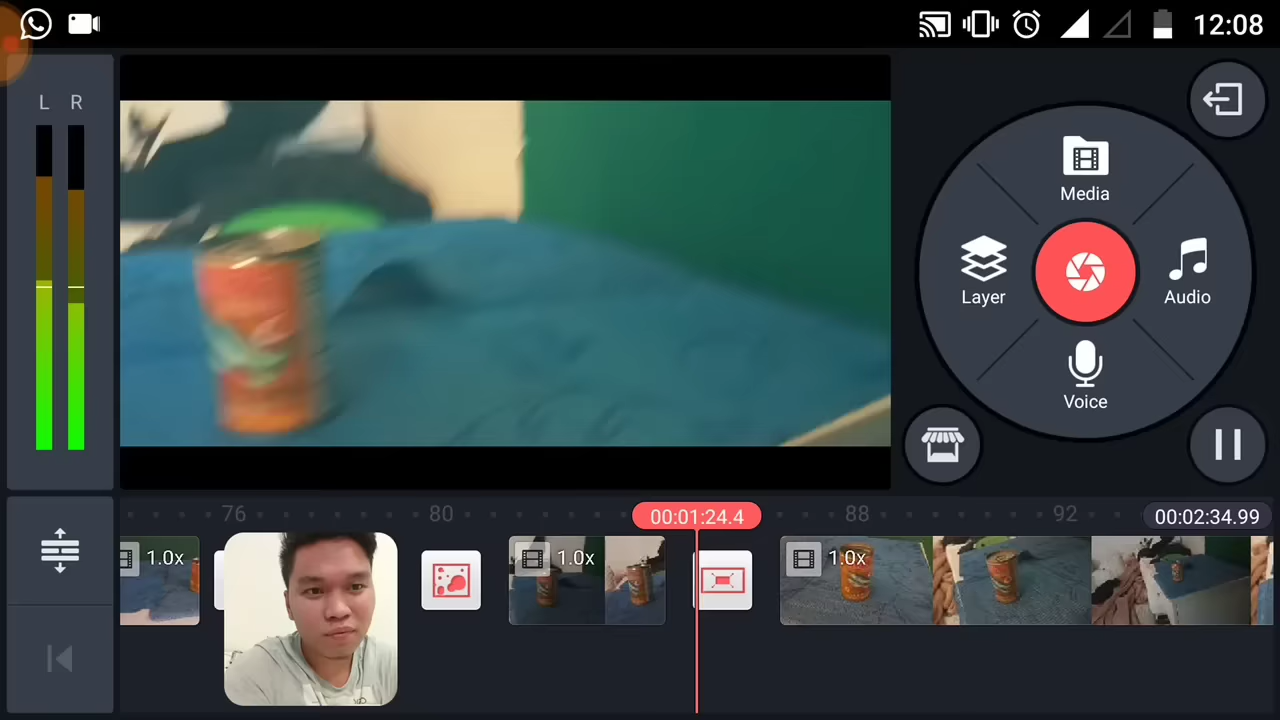 12:08
L R
Media
Layer
Audio
Voice
76
80
00:01:24.4
88
92
00:02:34.99
1.0x
1.0x
1.0x